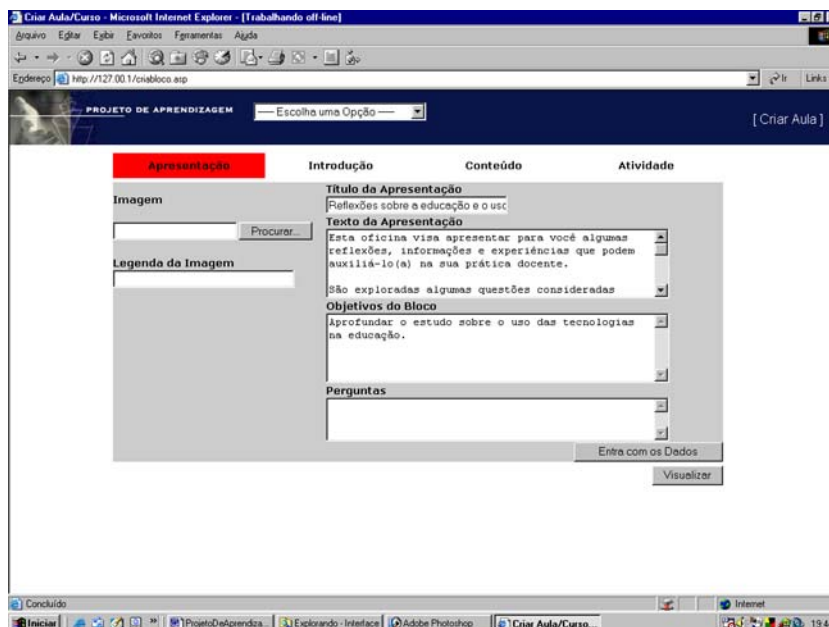 Criar Aula/Curso - Microsoft Internet Explorer - [Trabalhando off-line]
Arquivo Editar Exibir Favoritos Ferramentas Ajuda
Endereço http://127.00.1/criabloco.asp Ir Links
PROJETO DE APRENDIZAGEM
---- Escolha uma Opção ----
[ Criar Aula ]
Apresentação Introdução Conteúdo Atividade
Imagem
Procurar...
Legenda da Imagem
Título da Apresentação
Reflexões sobre a educação e o usc
Texto da Apresentação
Esta oficina visa apresentar para você algumas
reflexões, informações e experiências que podem
auxiliá-lo(a) na sua prática docente.
São exploradas algumas questões consideradas
Objetivos do Bloco
Aprofundar o estudo sobre o uso das tecnologias
na educação.
Perguntas
Entra com os Dados
Visualizar
Concluído Internet
Iniciar ProjetoDeAprendiza... Explorando - Interface Adobe Photoshop Criar Aula/Curso... 19:4